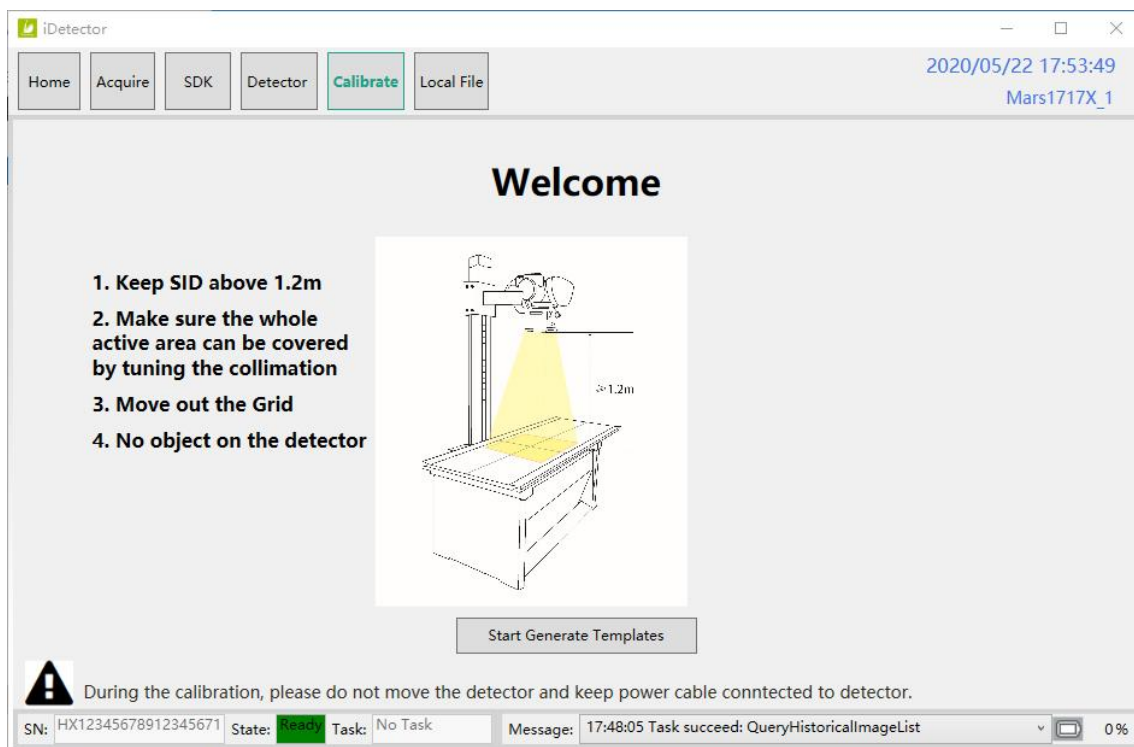 iDetector
Home Acquire SDK Detector Calibrate Local File
2020/05/22 17:53:49
Mars1717X_1
Welcome
1. Keep SID above 1.2m
2. Make sure the whole
active area can be covered
by tuning the collimation
3. Move out the Grid
4. No object on the detector
≥1.2m
Start Generate Templates
During the calibration, please do not move the detector and keep power cable conntected to detector.
SN: HX12345678912345671 State: Ready Task: No Task Message: 17:48:05 Task succeed: QueryHistoricalImageList 0%